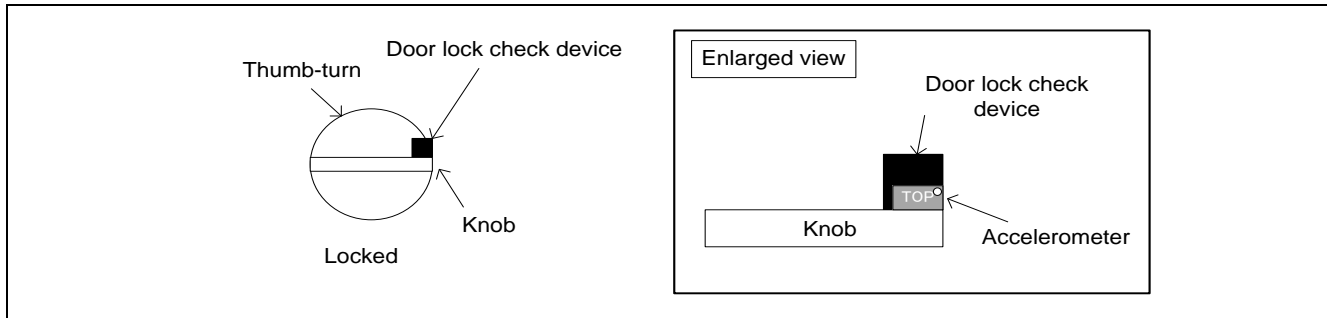 Door lock check device
Thumb-turn
Knob
Locked
Enlarged view
Door lock check
device
TOP
Knob
Accelerometer